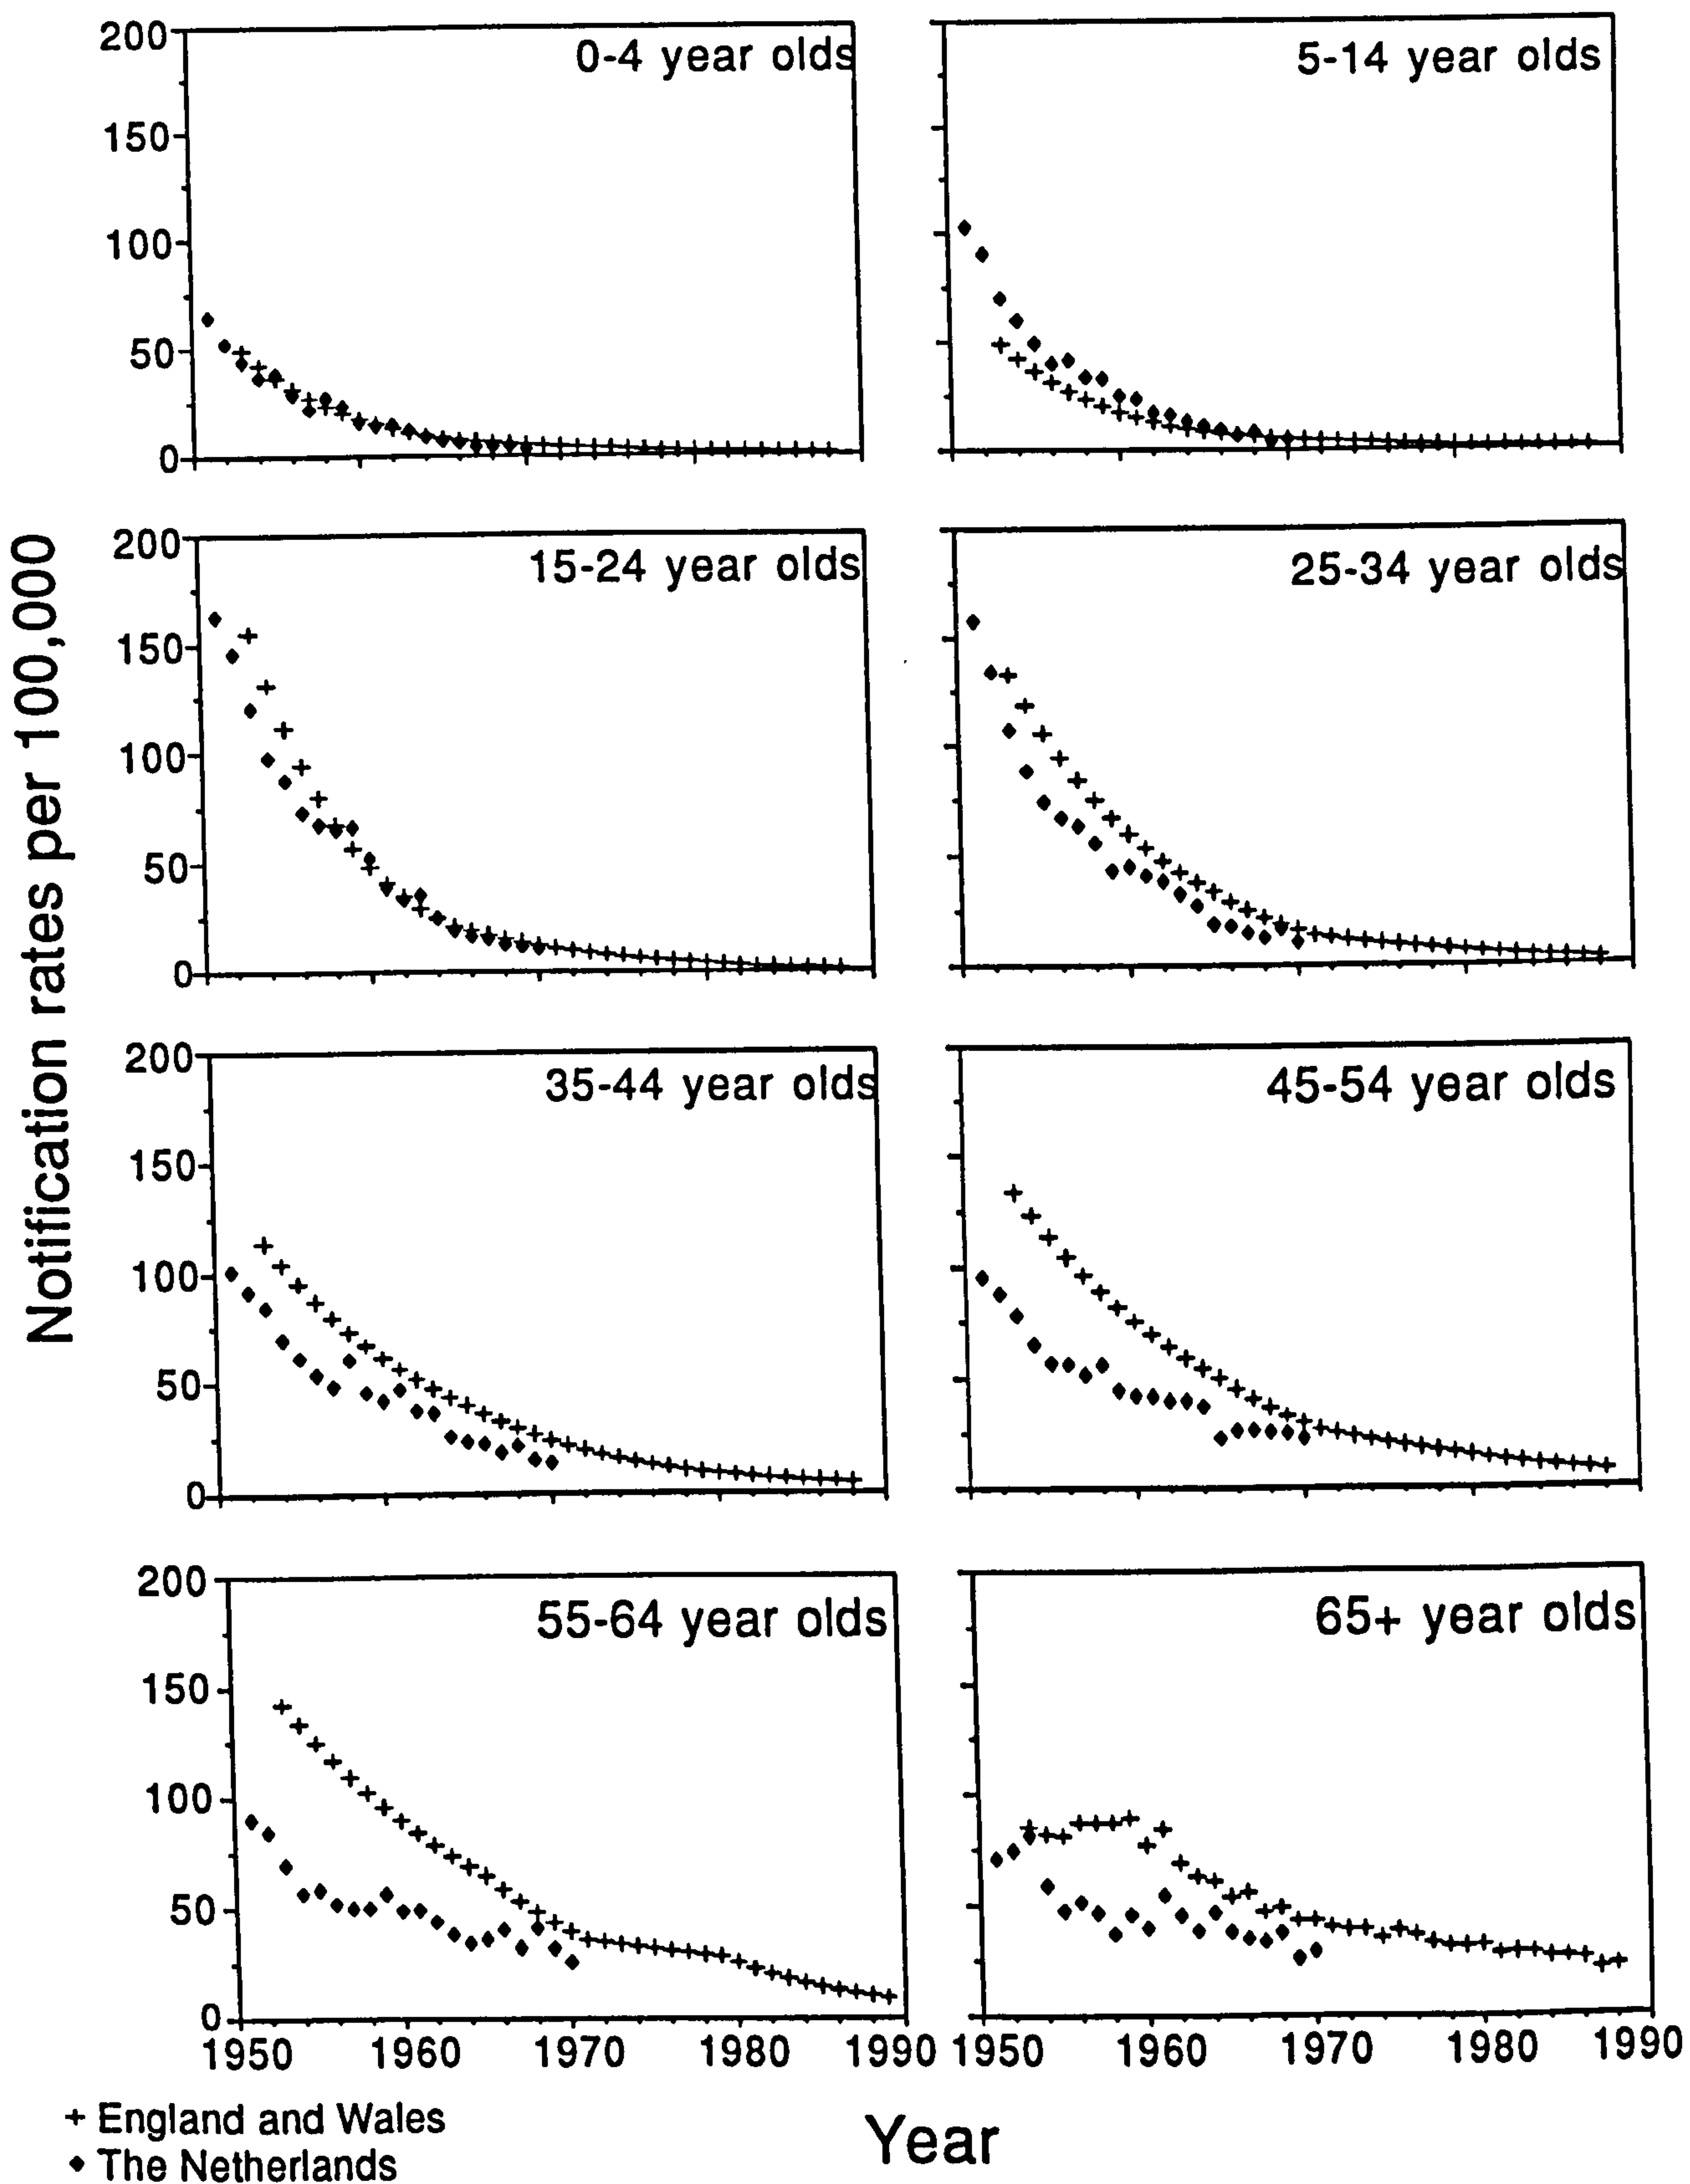 Notification rates per 100,000
0-4 year olds
5-14 year olds
200
150
100
50
0
15-24 year olds
25-34 year olds
200
150
100
50
0
35-44 year olds
45-54 year olds
200
150
100
50
0
55-64 year olds
65+ year olds
200
150
100
50
0
1950 1960 1970 1980 1990 1950 1960 1970 1980 1990
+ England and Wales
♦ The Netherlands
Year